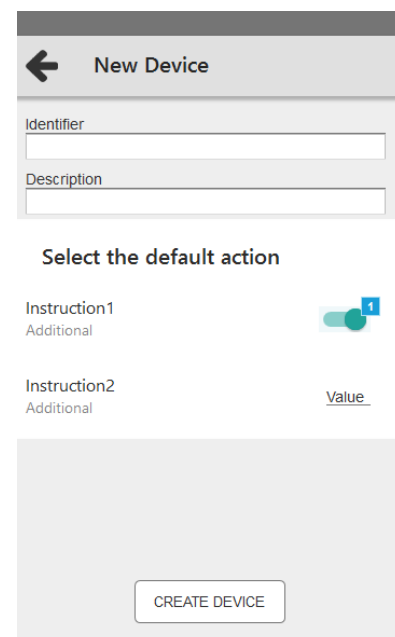 New Device
Identifier
Description
Select the default action
Instruction1
1
Additional
Instruction2
Additional
Value
CREATE DEVICE